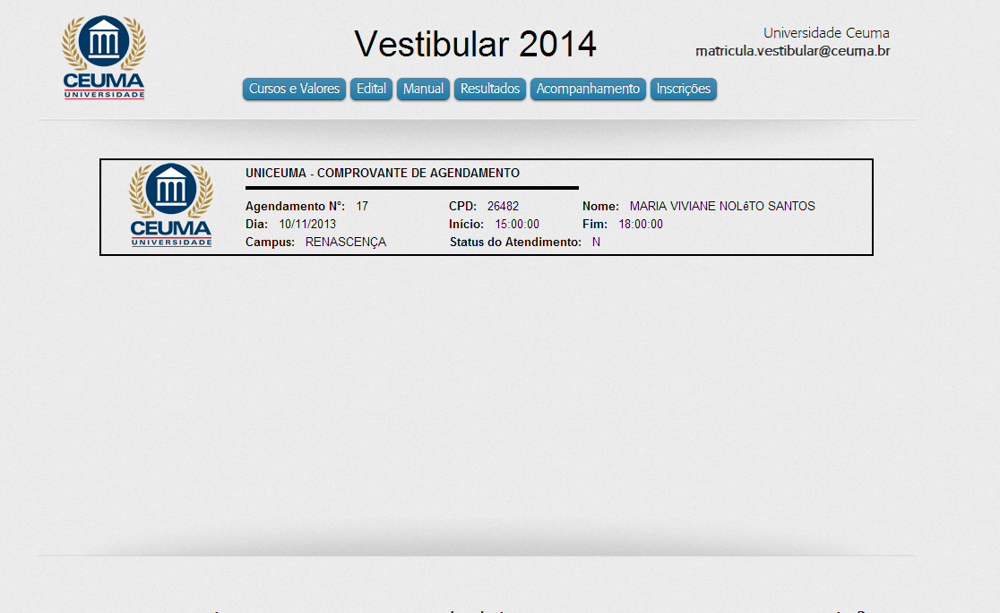 CEUMA
UNIVERSIDADE
Vestibular 2014
Universidade Ceuma
matricula.vestibular@ceuma.br
Cursos e Valores Edital Manual Resultados Acompanhamento Inscrições
CEUMA
UNIVERSIDADE
UNICEUMA - COMPROVANTE DE AGENDAMENTO
Agendamento N°: 17 CPD: 26482 Nome: MARIA VIVIANE NOLêTO SANTOS
Dia: 10/11/2013 Início: 15:00:00 Fim: 18:00:00
Campus: RENASCENÇA Status do Atendimento: N